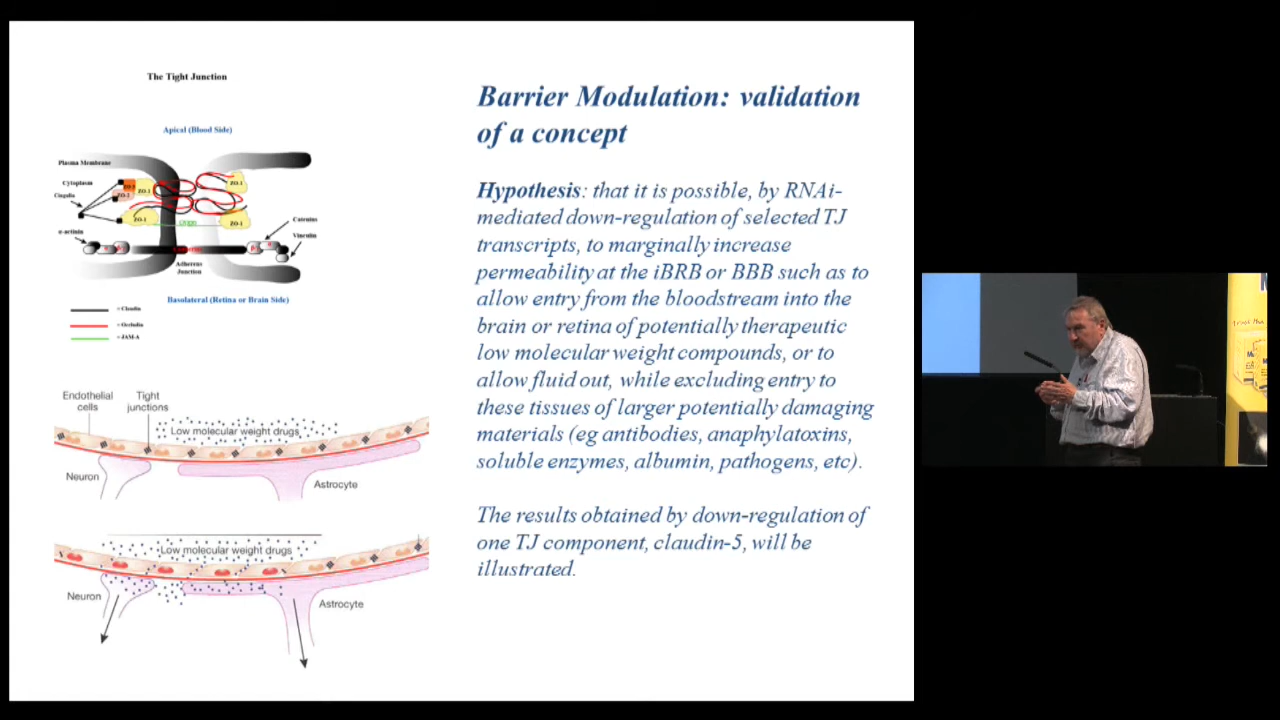 The Tight Junction
Apical (Blood Side)
Plasma Membrane
Cytoplasm
Cingulin
ZO-3
ZO-2
ZO-1
ZO-1
ZO-1
ZO-1
α-actinin
Catenins
Vinculin
Adherens
Junction
Basolateral (Retina or Brain Side)
= Claudin
= Occludin
= JAM-A
Endothelial
cells
Tight
junctions
Low molecular weight drugs
Neuron
Astrocyte
Low molecular weight drugs
Neuron
Astrocyte
Barrier Modulation: validation
of a concept
Hypothesis: that it is possible, by RNAi-
mediated down-regulation of selected TJ
transcripts, to marginally increase
permeability at the iBRB or BBB such as to
allow entry from the bloodstream into the
brain or retina of potentially therapeutic
low molecular weight compounds, or to
allow fluid out, while excluding entry to
these tissues of larger potentially damaging
materials (eg antibodies, anaphylatoxins,
soluble enzymes, albumin, pathogens, etc).
The results obtained by down-regulation of
one TJ component, claudin-5, will be
illustrated.